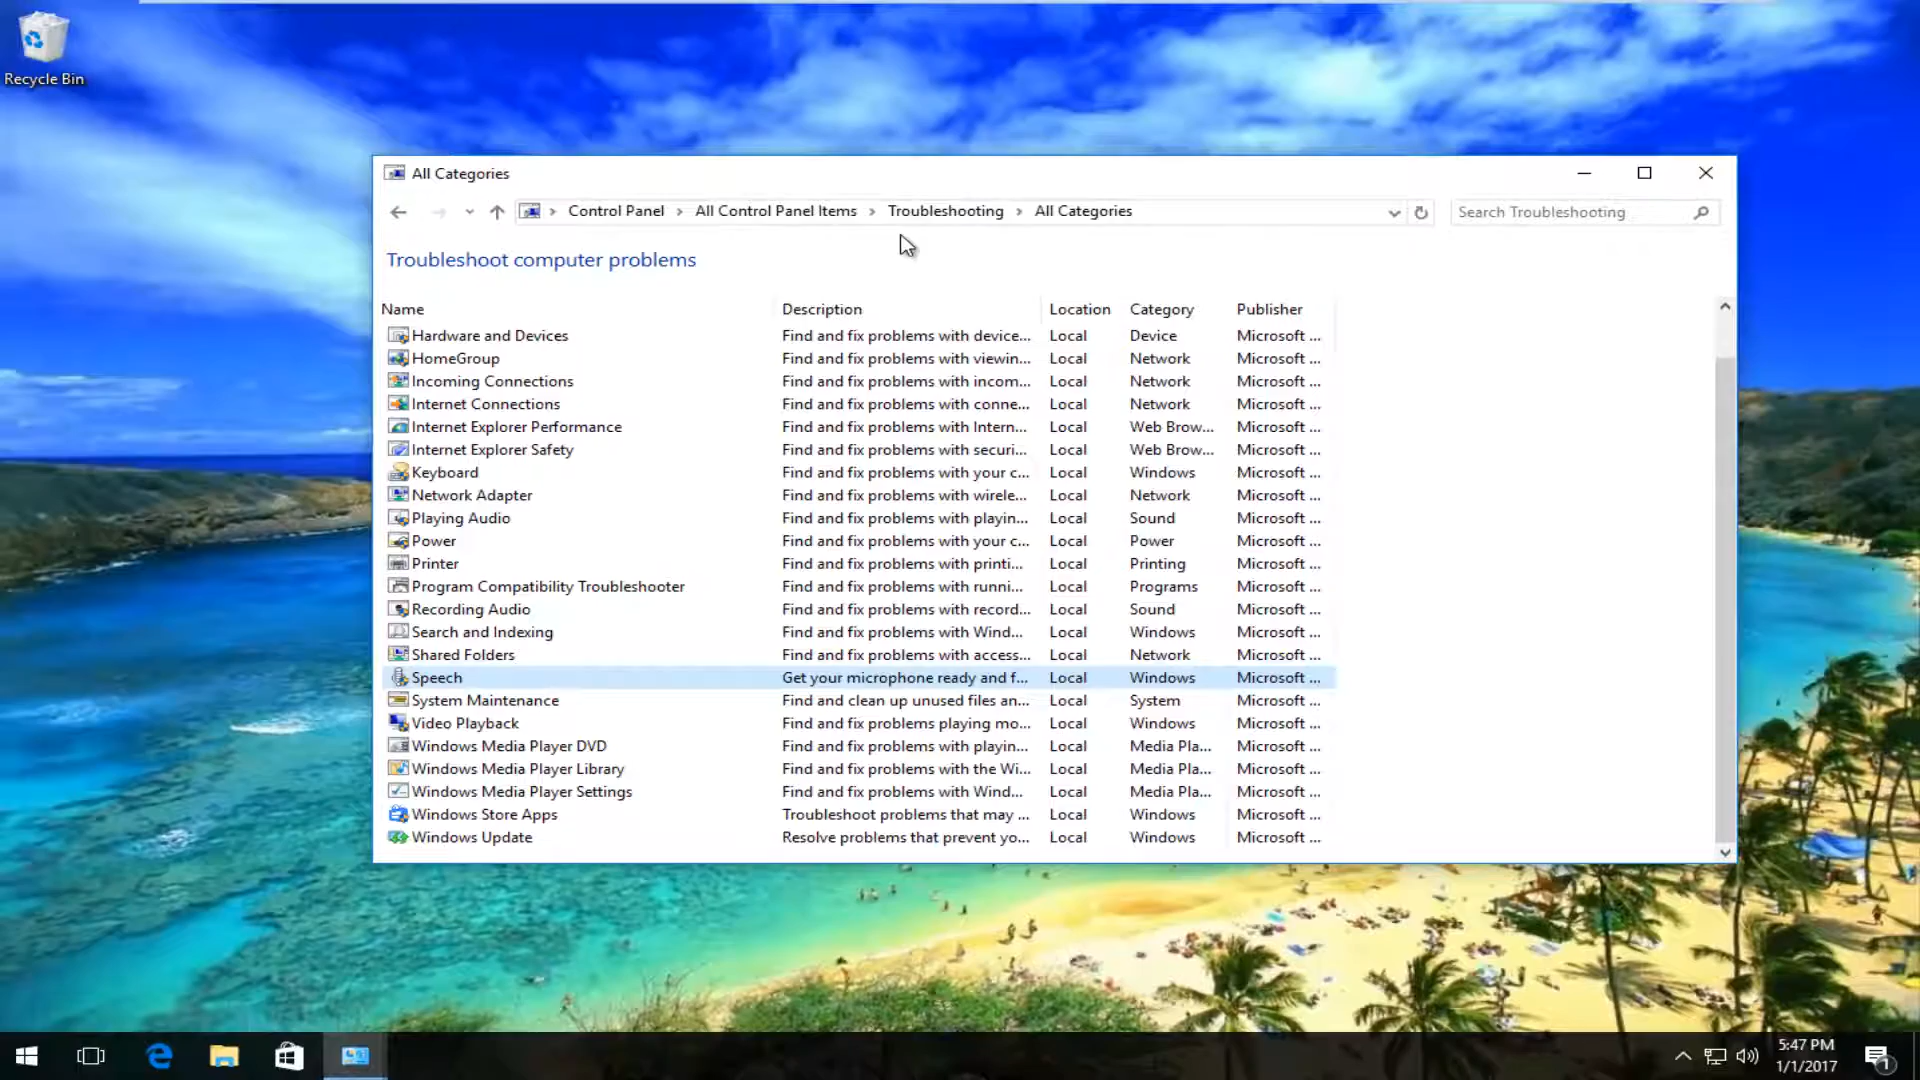 Recycle Bin
All Categories
Control Panel All Control Panel Items Troubleshooting All Categories Search Troubleshooting
Troubleshoot computer problems
Name Description Location Category Publisher
Hardware and Devices Find and fix problems with device... Local Device Microsoft ...
HomeGroup Find and fix problems with viewin... Local Network Microsoft ...
Incoming Connections Find and fix problems with incom... Local Network Microsoft ...
Internet Connections Find and fix problems with conne... Local Network Microsoft ...
Internet Explorer Performance Find and fix problems with Intern... Local Web Brow... Microsoft ...
Internet Explorer Safety Find and fix problems with securi... Local Web Brow... Microsoft ...
Keyboard Find and fix problems with your c... Local Windows Microsoft ...
Network Adapter Find and fix problems with wirele... Local Network Microsoft ...
Playing Audio Find and fix problems with playin... Local Sound Microsoft ...
Power Find and fix problems with your c... Local Power Microsoft ...
Printer Find and fix problems with printi... Local Printing Microsoft ...
Program Compatibility Troubleshooter Find and fix problems with runni... Local Programs Microsoft ...
Recording Audio Find and fix problems with record... Local Sound Microsoft ...
Search and Indexing Find and fix problems with Wind... Local Windows Microsoft ...
Shared Folders Find and fix problems with access... Local Network Microsoft ...
Speech Get your microphone ready and f... Local Windows Microsoft ...
System Maintenance Find and clean up unused files an... Local System Microsoft ...
Video Playback Find and fix problems playing mo... Local Windows Microsoft ...
Windows Media Player DVD Find and fix problems with playin... Local Media Pla... Microsoft ...
Windows Media Player Library Find and fix problems with the Wi... Local Media Pla... Microsoft ...
Windows Media Player Settings Find and fix problems with Wind... Local Media Pla... Microsoft ...
Windows Store Apps Troubleshoot problems that may ... Local Windows Microsoft ...
Windows Update Resolve problems that prevent yo... Local Windows Microsoft ...
5:47 PM
1/1/2017
1